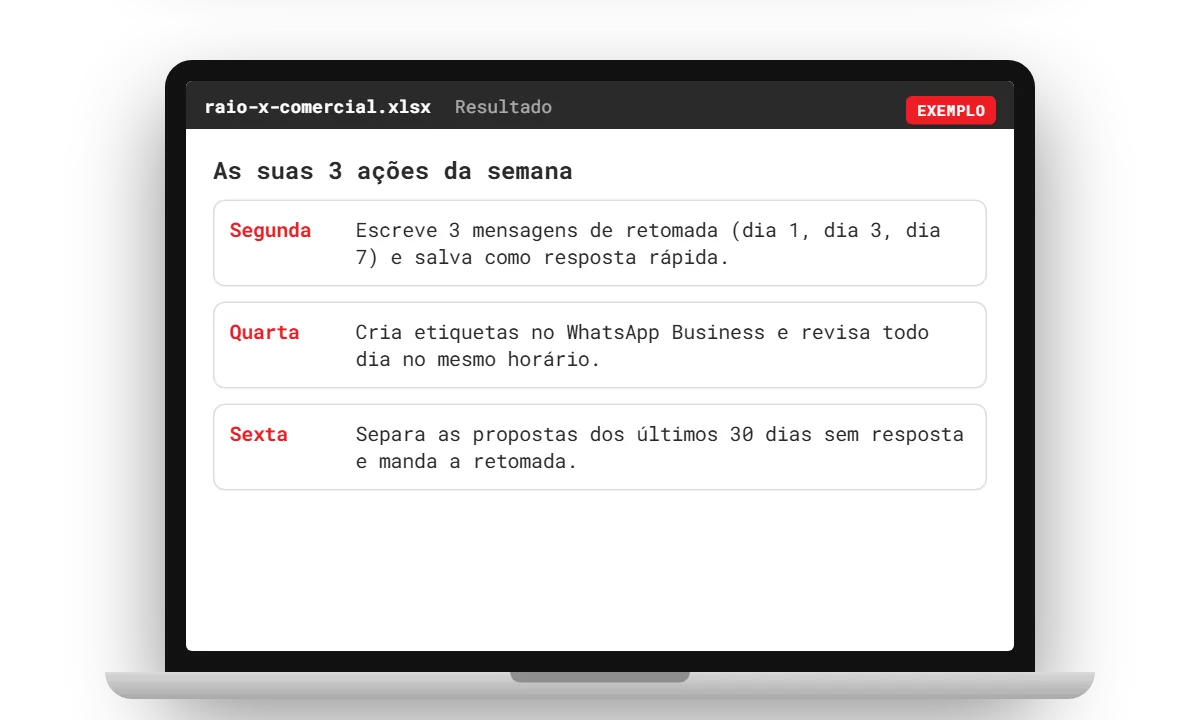 raio-x-comercial.xlsx Resultado EXEMPLO
As suas 3 ações da semana
Segunda Escreve 3 mensagens de retomada (dia 1, dia 3, dia
7) e salva como resposta rápida.
Quarta Cria etiquetas no WhatsApp Business e revisa todo
dia no mesmo horário.
Sexta Separa as propostas dos últimos 30 dias sem resposta
e manda a retomada.